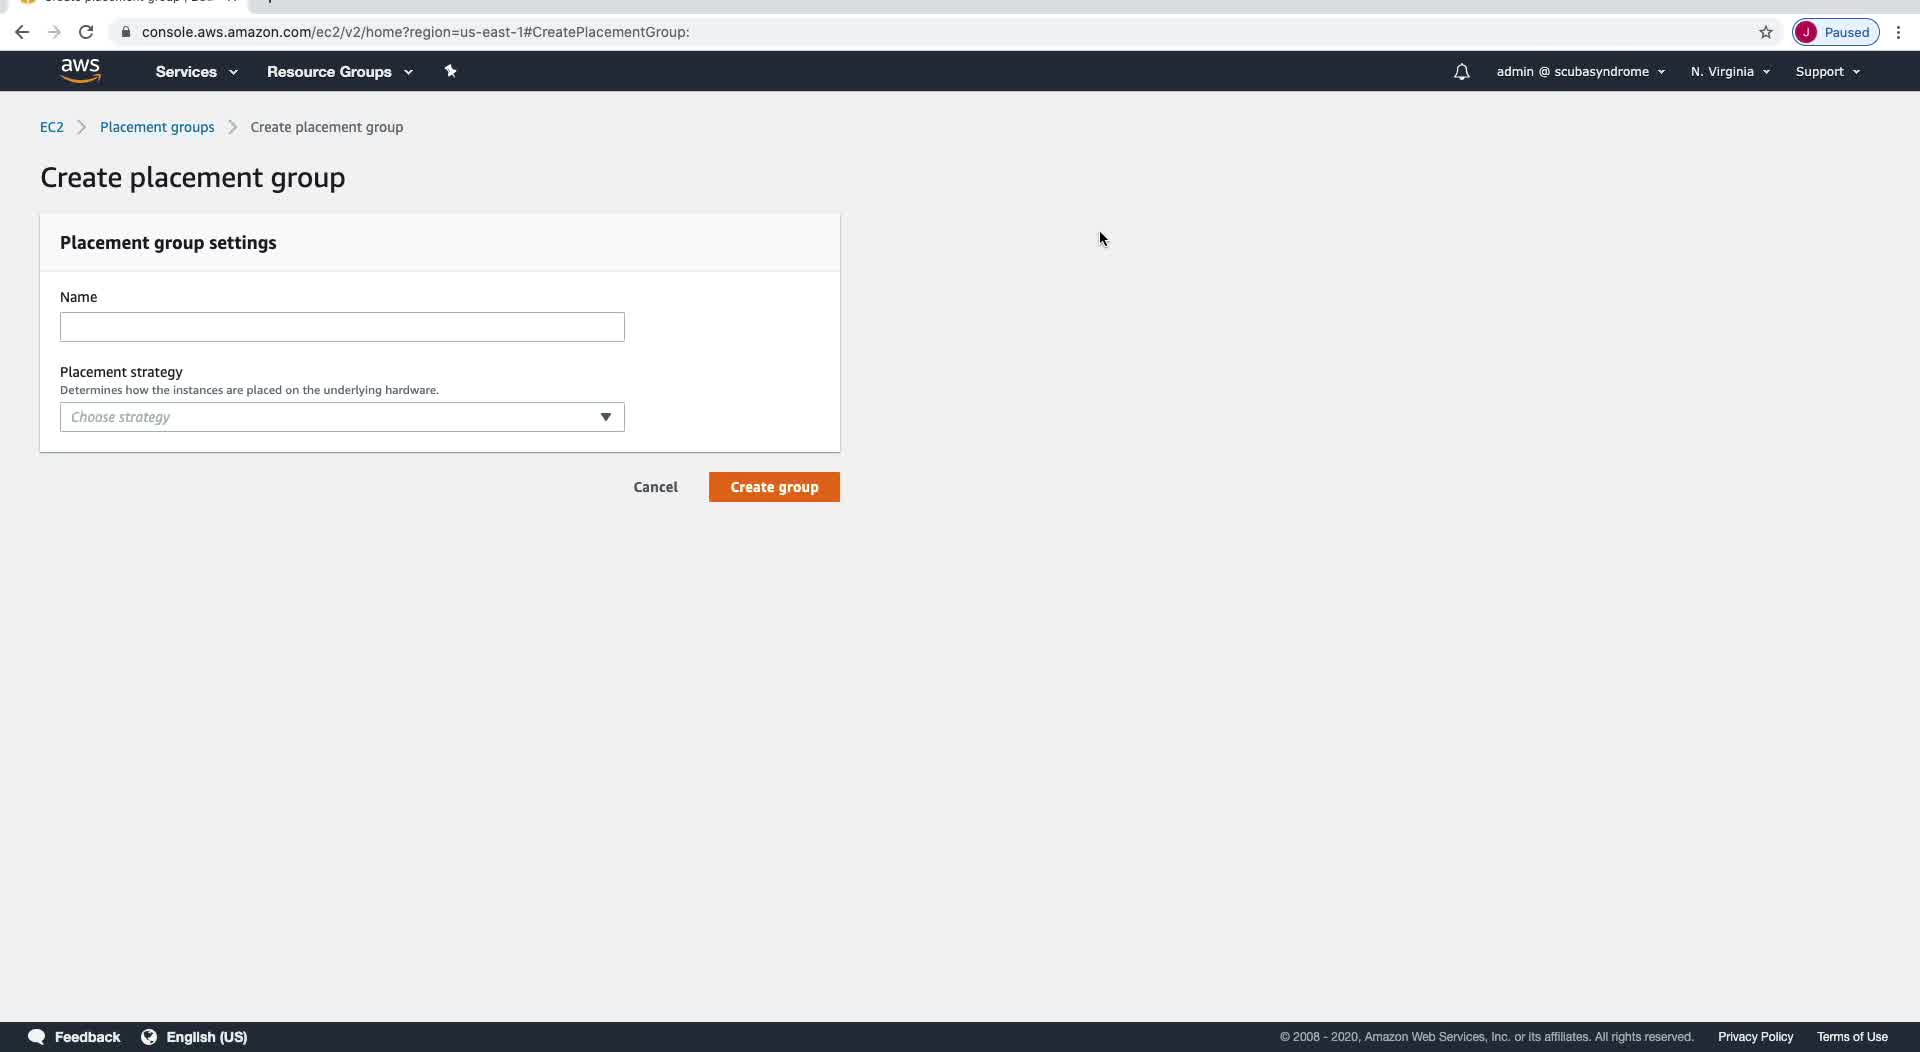 console.aws.amazon.com/ec2/v2/home?region=us-east-1#CreatePlacementGroup:
J Paused
aws Services Resource Groups admin @ scubasyndrome N. Virginia Support
EC2 Placement groups Create placement group
Create placement group
Placement group settings
Name
Placement strategy
Determines how the instances are placed on the underlying hardware.
Choose strategy
Cancel Create group
Feedback English (US) © 2008 - 2020, Amazon Web Services, Inc. or its affiliates. All rights reserved. Privacy Policy Terms of Use